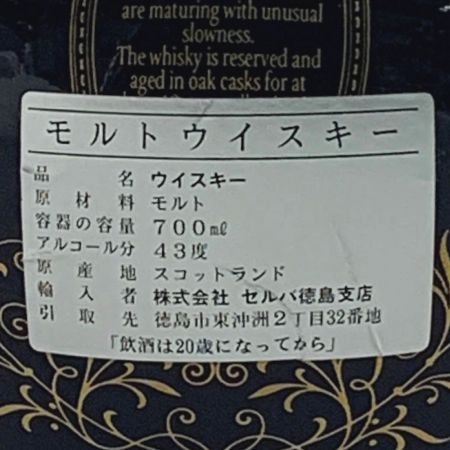 are maturing with unusual
slowness.
The whisky is reserved and
aged in oak casks for at
モルトウイスキー
品名 ウイスキー
原材料 モルト
容器の容量 700㎖
アルコール分 43度
原産地 スコットランド
輸入者 株式会社 セルバ徳島支店
引取先 徳島市東沖洲2丁目32番地
「飲酒は20歳になってから」